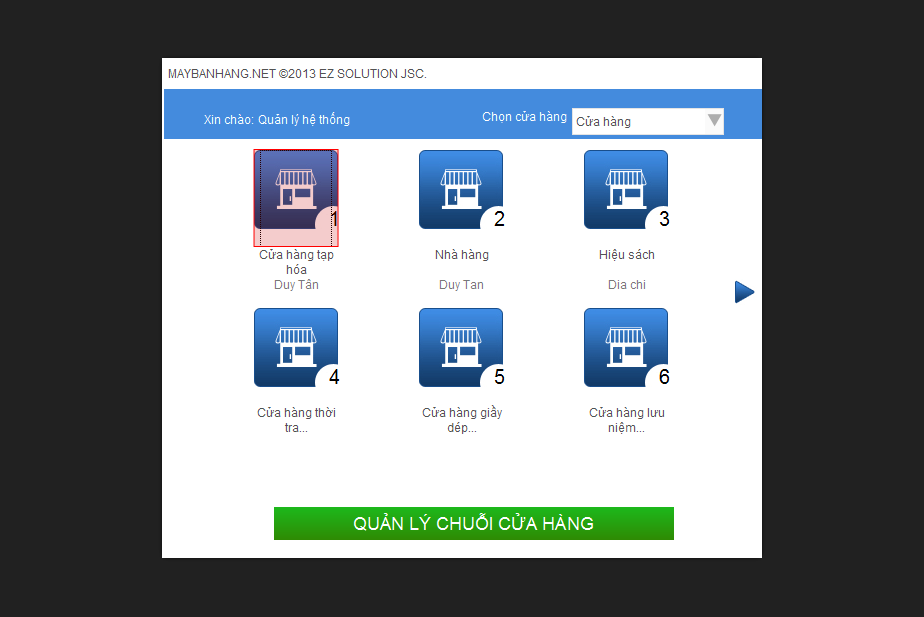 MAYBANHANG.NET ©2013 EZ SOLUTION JSC.
Xin chào: Quản lý hệ thống
Chọn cửa hàng
Cửa hàng
1
2
3
Cửa hàng tạp
hóa
Duy Tân
Nhà hàng
Duy Tan
Hiệu sách
Dia chi
4
5
6
Cửa hàng thời
tra...
Cửa hàng giầy
dép...
Cửa hàng lưu
niệm...
QUẢN LÝ CHUỖI CỬA HÀNG